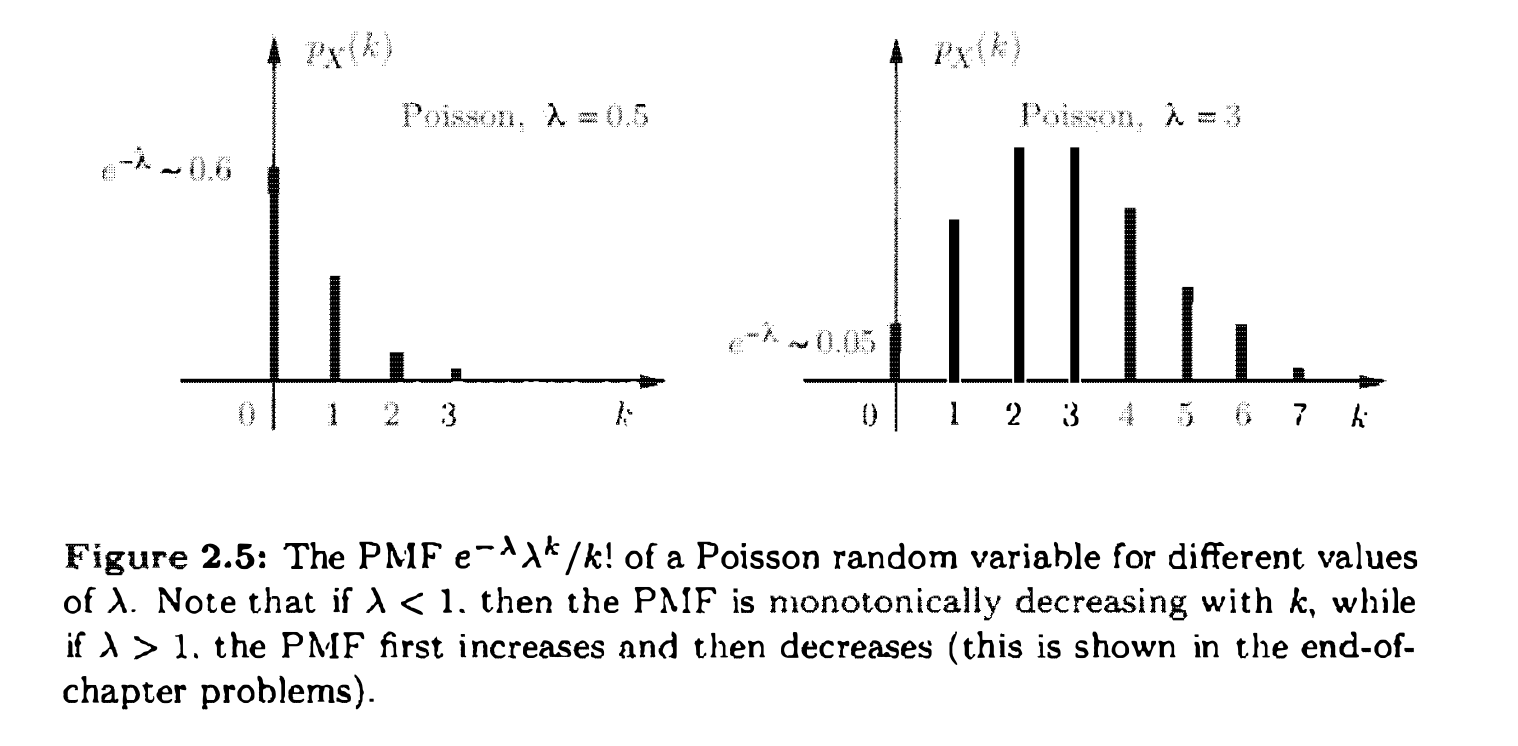 pX(k) pX(k)
Poisson, λ = 0.5 Poisson, λ = 3
e−λ ~ 0.6
e−λ ~ 0.05
0 1 2 3 k 0 1 2 3 4 5 6 7 k
Figure 2.5: The PMF e−λλk/k! of a Poisson random variable for different values
of λ. Note that if λ < 1. then the PMF is monotonically decreasing with k, while
if λ > 1. the PMF first increases and then decreases (this is shown in the end-of-
chapter problems).